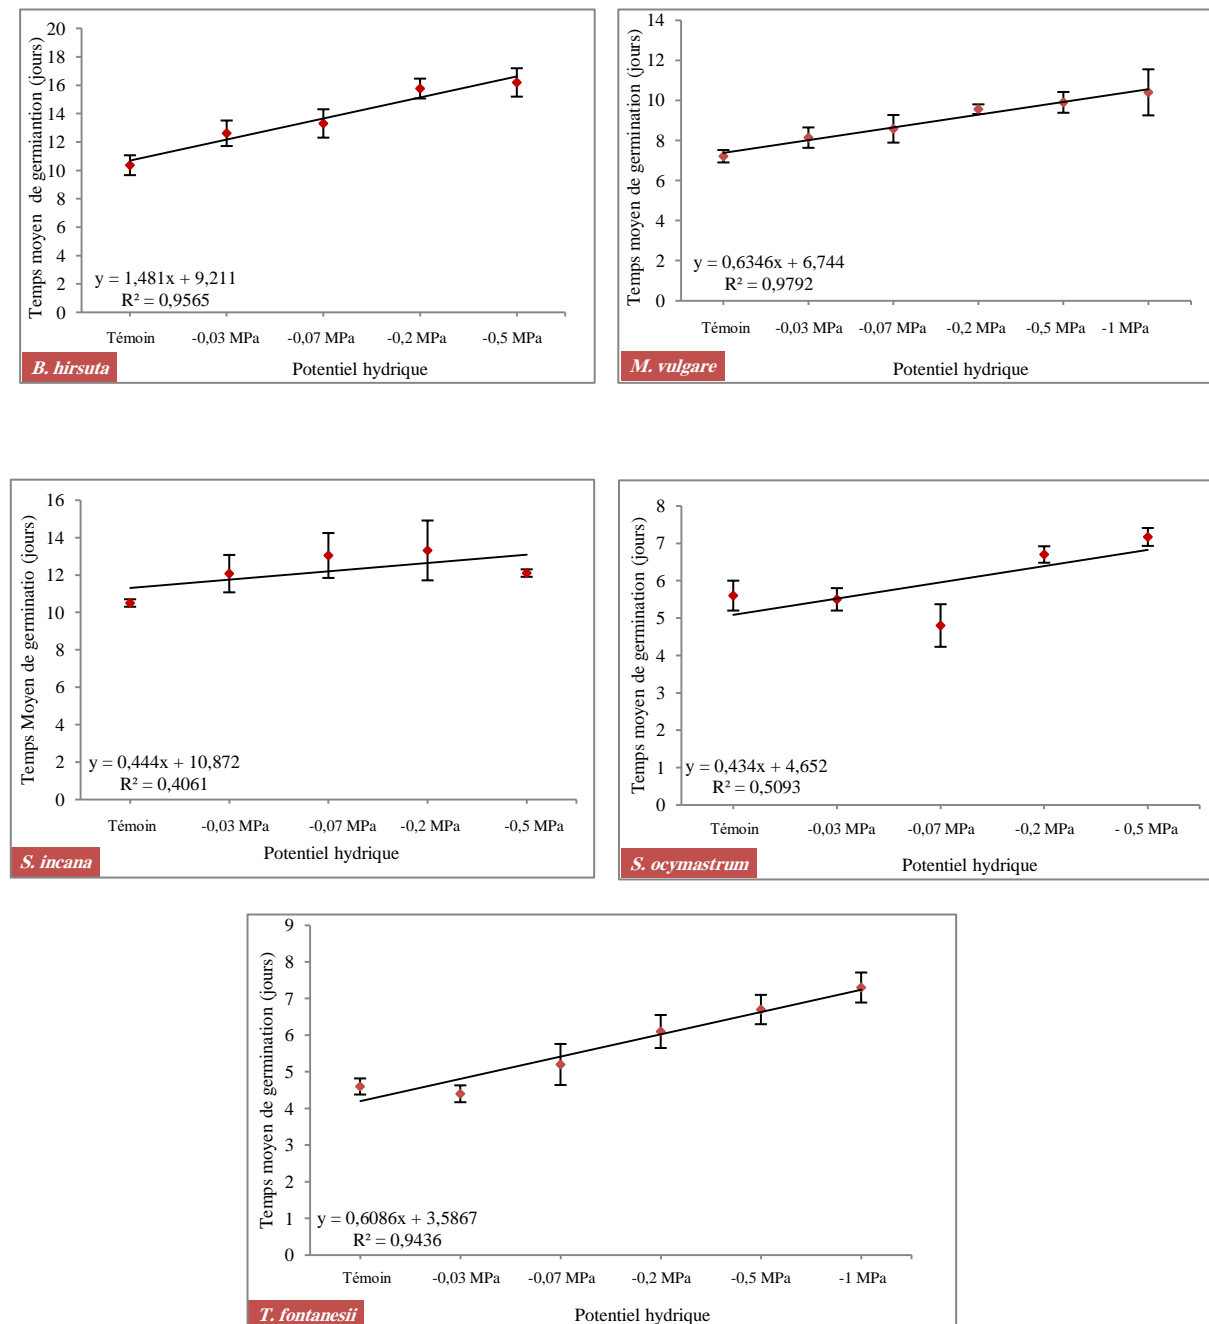 Temps moyen de germiantion (jours)
20
18
16
14
12
10
8
6
4
2
0
y = 1,481x + 9,211
R² = 0,9565
Témoin -0,03 MPa -0,07 MPa -0,2 MPa -0,5 MPa
Potentiel hydrique
B. hirsuta
Temps moyen de germination (jours)
14
12
10
8
6
4
2
0
y = 0,6346x + 6,744
R² = 0,9792
Témoin -0,03 MPa -0,07 MPa -0,2 MPa -0,5 MPa -1 MPa
Potentiel hydrique
M. vulgare
Temps Moyen de germinatio (jours)
16
14
12
10
8
6
4
2
0
y = 0,444x + 10,872
R² = 0,4061
Témoin -0,03 MPa -0,07 MPa -0,2 MPa -0,5 MPa
Potentiel hydrique
S. incana
Temps moyen de germination (jours)
8
7
6
5
4
3
2
1
0
y = 0,434x + 4,652
R² = 0,5093
Témoin -0,03 MPa -0,07 MPa -0,2 MPa - 0,5 MPa
Potentiel hydrique
S. ocymastrum
Temps moyen de germination (jours)
9
8
7
6
5
4
3
2
1
0
y = 0,6086x + 3,5867
R² = 0,9436
Témoin -0,03 MPa -0,07 MPa -0,2 MPa -0,5 MPa -1 MPa
Potentiel hydrique
T. fontanesii